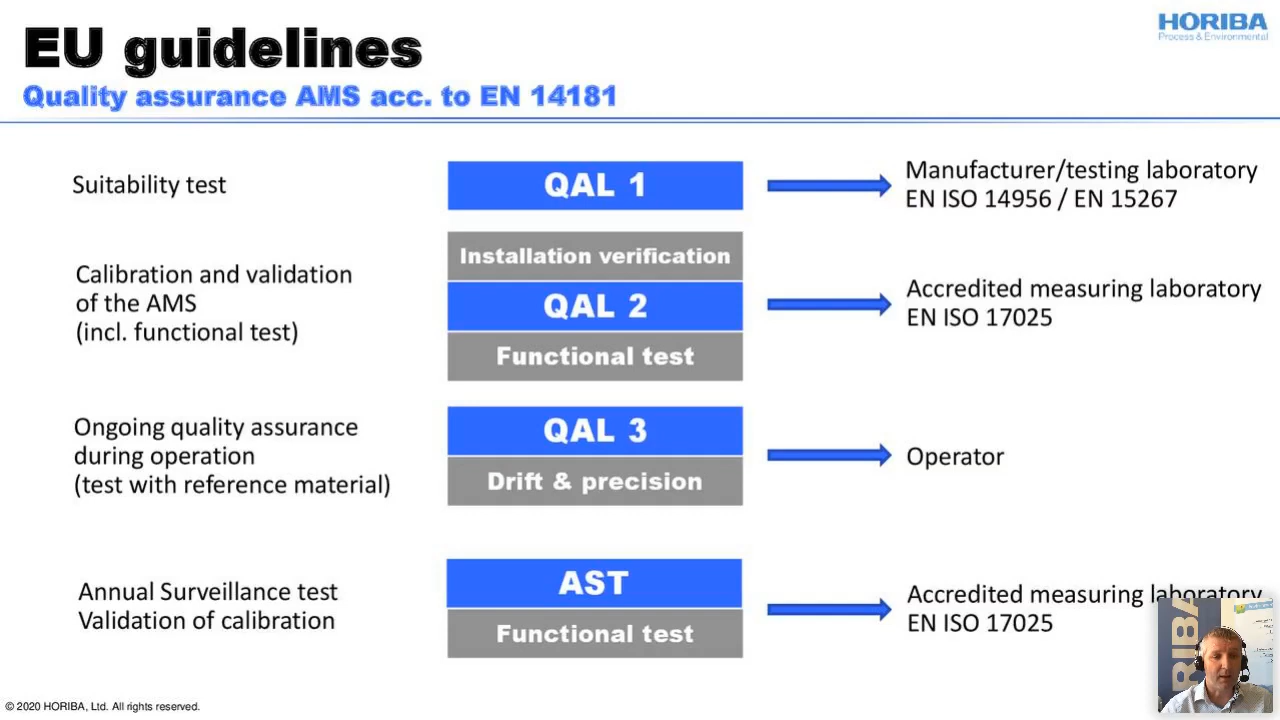 EU guidelines
HORIBA
Process & Environmental
Quality assurance AMS acc. to EN 14181
Suitability test
QAL 1
Manufacturer/testing laboratory
EN ISO 14956 / EN 15267
Calibration and validation
of the AMS
(incl. functional test)
Installation verification
QAL 2
Functional test
Accredited measuring laboratory
EN ISO 17025
Ongoing quality assurance
during operation
(test with reference material)
QAL 3
Drift & precision
Operator
Annual Surveillance test
Validation of calibration
AST
Functional test
Accredited measuring laboratory
EN ISO 17025
RIBA
© 2020 HORIBA, Ltd. All rights reserved.